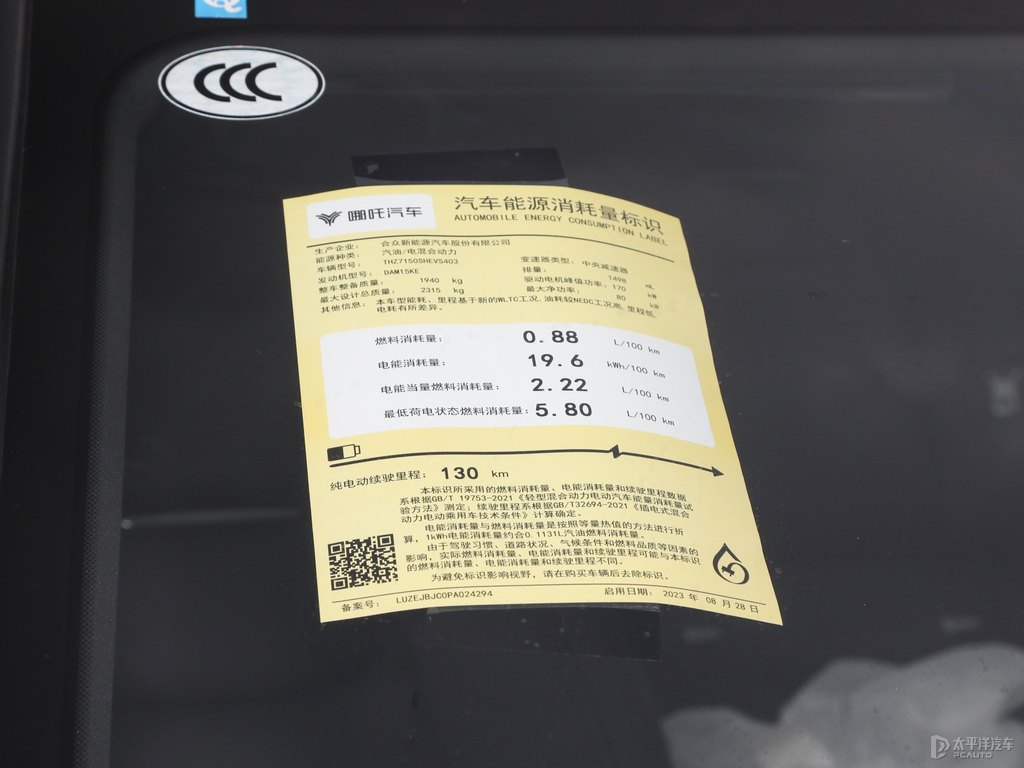 CCC
哪吒汽车
汽车能源消耗量标识
AUTOMOBILE ENERGY CONSUMPTION LABEL
生产企业： 合众新能源汽车股份有限公司
能源种类： 汽油/电混合动力
车辆型号： THZ7150SHEVS403 变速器类型：中央减速器
发动机型号： DAM15KE 排量： 1498 mL
整车整备质量： 1940 kg 驱动电机峰值功率：170 kW
最大设计总质量： 2315 kg 最大净功率： 80 kW
其他信息： 本车型能耗、里程基于新的WLTC工况,油耗较NEDC工况高,里程低,
电耗有所差异。
燃料消耗量： 0.88 L/100 km
电能消耗量： 19.6 kWh/100 km
电能当量燃料消耗量： 2.22 L/100 km
最低荷电状态燃料消耗量： 5.80 L/100 km
纯电动续驶里程： 130 km
本标识所采用的燃料消耗量、电能消耗量和续驶里程数据
系根据GB/T 19753-2021《轻型混合动力电动汽车能量消耗量试
验方法》测定；续驶里程系根据GB/T32694-2021《插电式混合
动力电动乘用车技术条件》计算确定。
电能消耗量与燃料消耗量是按照等量热值的方法进行折
算，1kWh电能消耗量约合0.1131L汽油燃料消耗量。
由于驾驶习惯、道路状况、气候条件和燃料品质等因素的
影响，实际燃料消耗量、电能消耗量和续驶里程可能与本标识
的燃料消耗量、电能消耗量和续驶里程不同。
为避免标识影响视野，请在购买车辆后去除标识。
备案号： LUZEJBJC0PA024294 启用日期：2023 年 08 月 28 日
太平洋汽车
PCAUTO